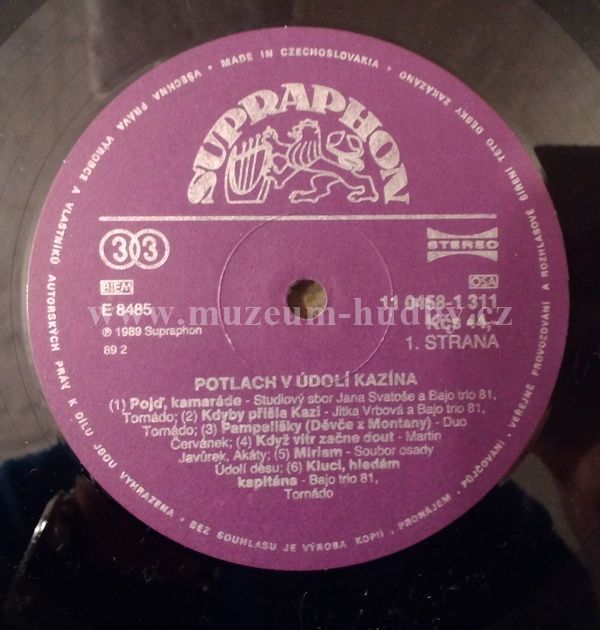 VŠECHNA PRÁVA VÝROBCE A VLASTNÍKŮ AUTORSKÝCH PRÁV K DÍLU JSOU VYHRAZENA • BEZ SOUHLASU JE VÝROBA KOPIÍ, PRONÁJEM, PŮJČOVÁNÍ, VEŘEJNÉ PROVOZOVÁNÍ A ROZHLASOVÉ ŠÍŘENÍ TÉTO DESKY ZAKÁZÁNO • MADE IN CZECHOSLOVAKIA •
SUPRAPHON
33 STEREO
BIEM OSA
E 8485 11 0458-1 311
www.muzeum-hudby.cz
Ⓟ 1989 Supraphon Kčs 44,
89 2 1. STRANA
POTLACH V ÚDOLÍ KAZÍNA
(1) Pojď, kamaráde - Studiový sbor Jana Svatoše a Bajo trio 81,
Tornádo; (2) Kdyby přišla Kazi - Jitka Vrbová a Bajo trio 81,
Tornádo; (3) Pampelišky (Děvče z Montany) - Duo
Červánek; (4) Když vítr začne dout - Martin
Javůrek, Akáty; (5) Miriam - Soubor osady
Údolí děsu; (6) Kluci, hledám
kapitána - Bajo trio 81,
Tornádo